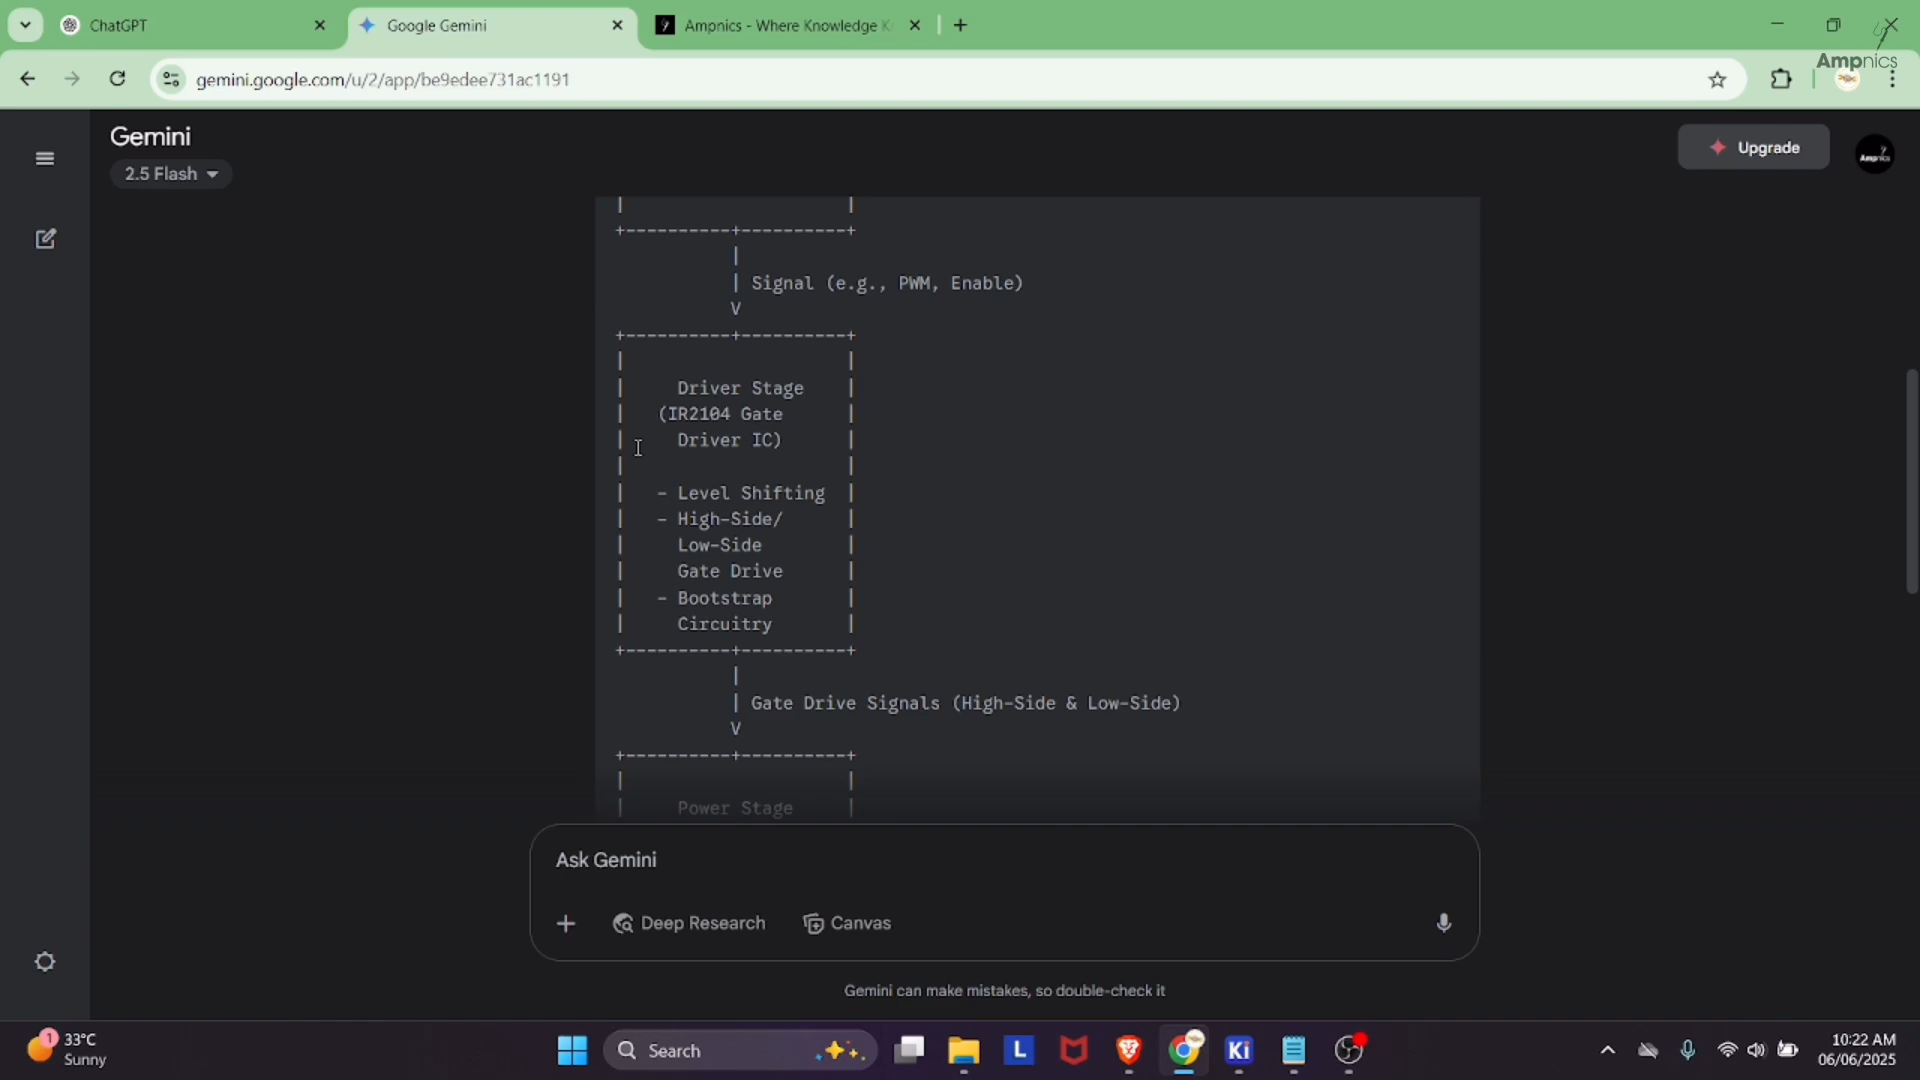 ChatGPT
Google Gemini
Ampnics - Where Knowledge K
Ampnics
gemini.google.com/u/2/app/be9edee731ac1191
Gemini
Upgrade
Ampnics
2.5 Flash
|                      |
+----------+----------+
|
| Signal (e.g., PWM, Enable)
V
+----------+----------+
|                      |
|     Driver Stage     |
|   (IR2104 Gate       |
|     Driver IC)       |
|                      |
|   - Level Shifting   |
|   - High-Side/       |
|     Low-Side         |
|     Gate Drive       |
|   - Bootstrap        |
|     Circuitry        |
+----------+----------+
|
| Gate Drive Signals (High-Side & Low-Side)
V
+----------+----------+
|                      |
|     Power Stage      |
Ask Gemini
Deep Research
Canvas
Gemini can make mistakes, so double-check it
1
33°C
Sunny
Search
L
Ki
10:22 AM
06/06/2025